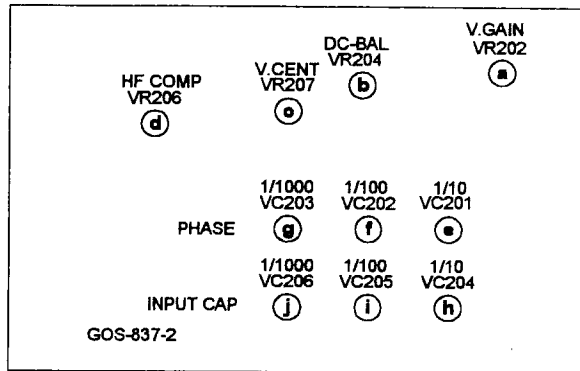 V.GAIN
VR202
a
DC-BAL
VR204
b
V.CENT
VR207
o
HF COMP
VR206
d
1/1000 1/100 1/10
VC203 VC202 VC201
PHASE g f e
1/1000 1/100 1/10
VC206 VC205 VC204
INPUT CAP j i h
GOS-837-2